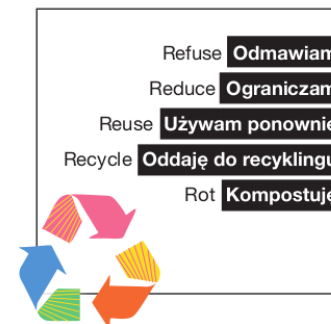 Refuse Odmawiam
Reduce Ograniczam
Reuse Używam ponownie
Recycle Oddaję do recyklingu
Rot Kompostuję